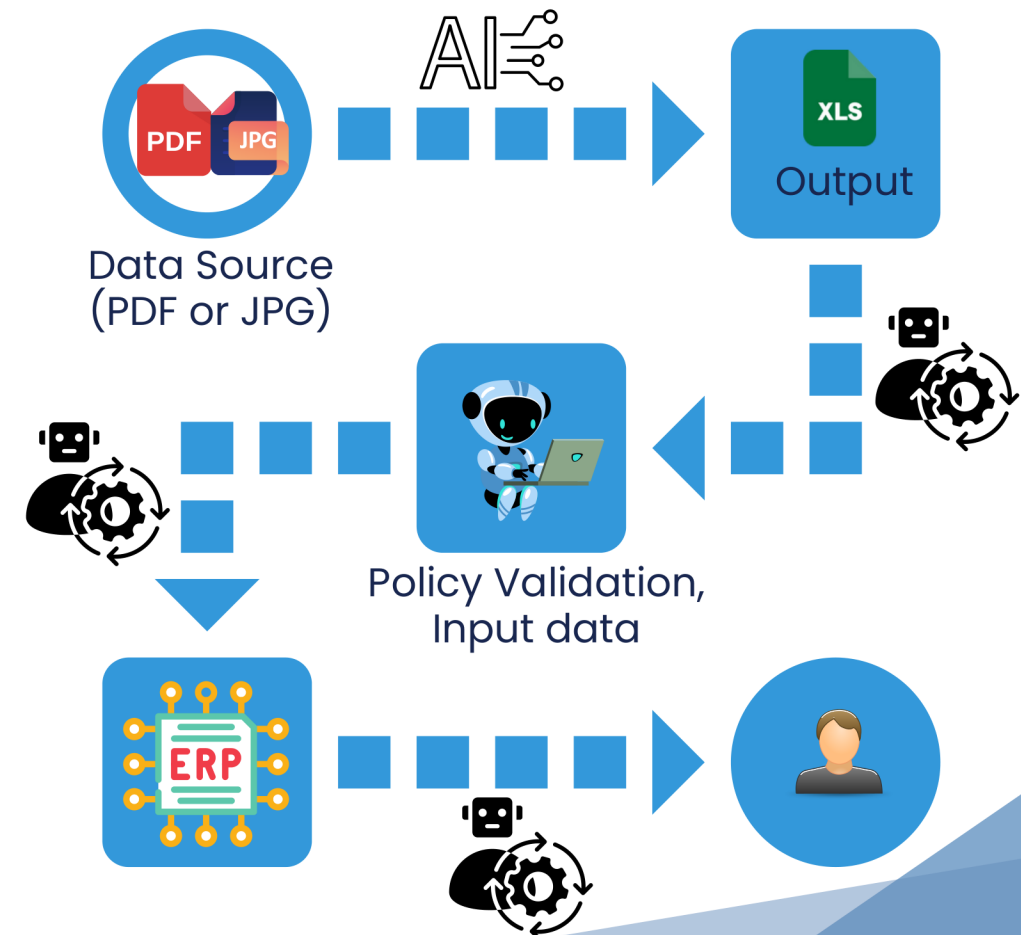 AI
PDF
JPG
XLS
Output
Data Source
(PDF or JPG)
Policy Validation,
Input data
ERP